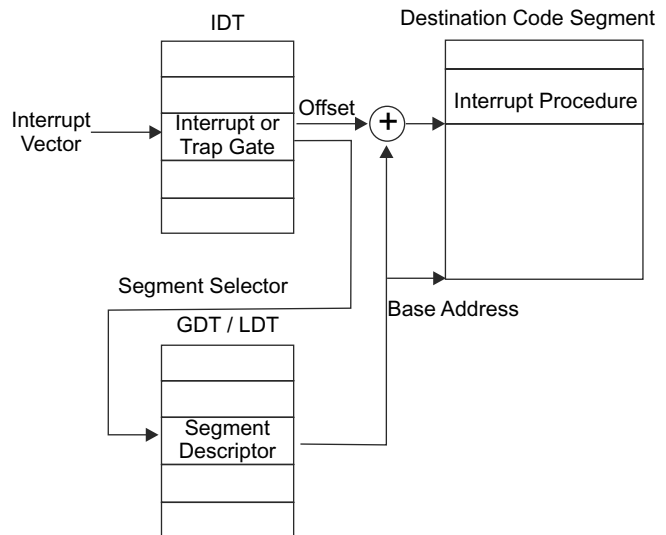 IDT
Destination Code Segment
Interrupt
Vector
Interrupt or
Trap Gate
Offset
+
Interrupt Procedure
Segment Selector
Base Address
GDT / LDT
Segment
Descriptor